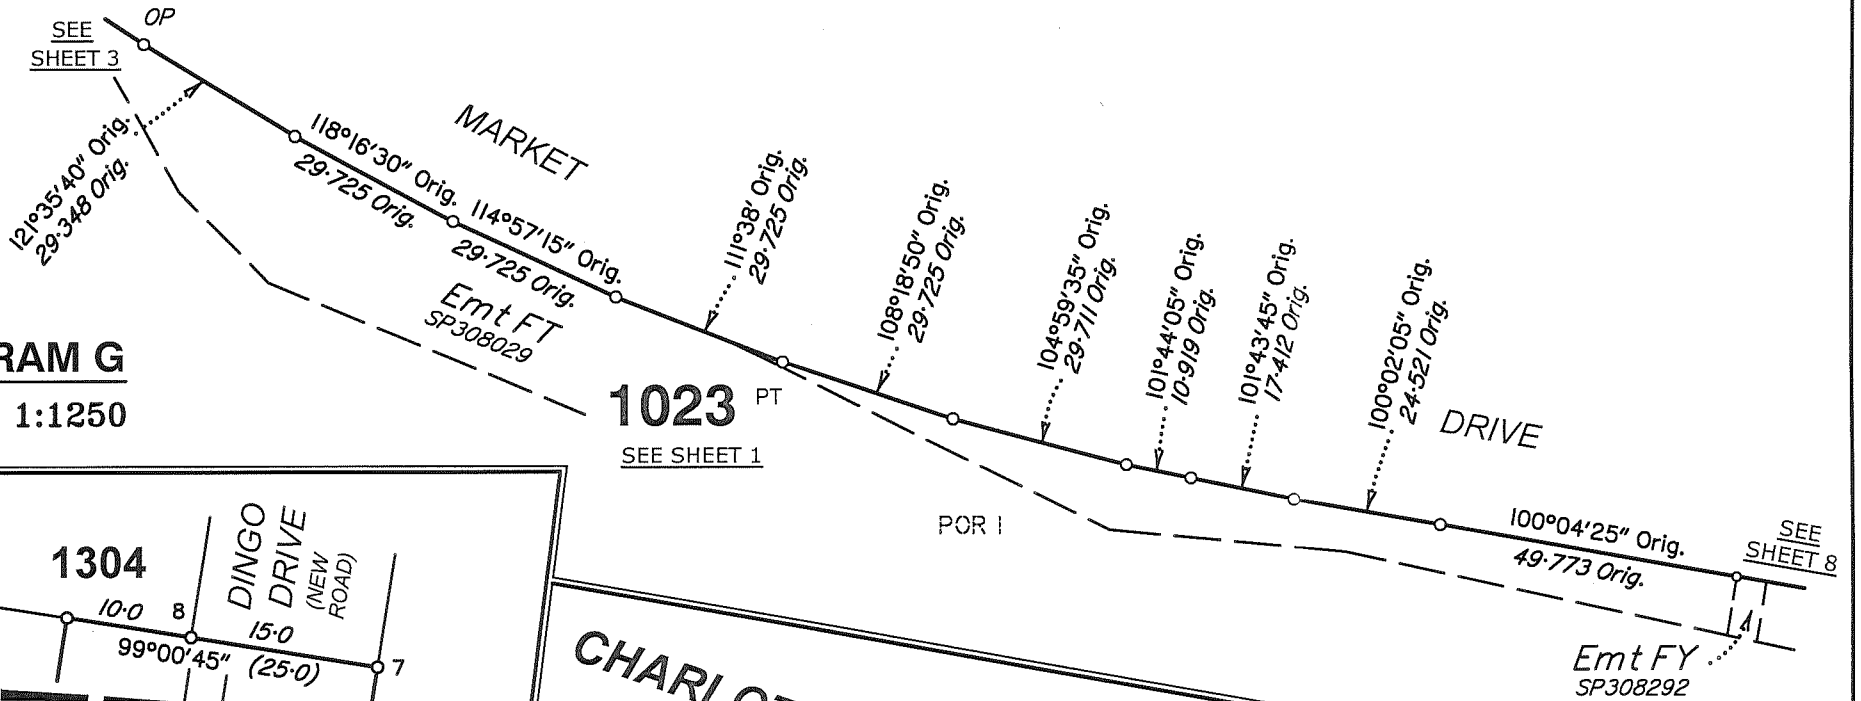 OP
SEE
SHEET 3
121°35'40" Orig.
29·348 Orig.
118°16'30" Orig.
29·725 Orig.
MARKET
114°57'15" Orig.
29·725 Orig.
Emt FT
SP308029
111°38' Orig.
29·725 Orig.
108°18'50" Orig.
29·725 Orig.
104°59'35" Orig.
29·711 Orig.
101°44'05" Orig.
10·919 Orig.
101°43'45" Orig.
17·412 Orig.
100°02'05" Orig.
24·521 Orig.
DRIVE
100°04'25" Orig.
49·773 Orig.
SEE
SHEET 8
RAM G
1:1250
1023 PT
SEE SHEET 1
POR 1
Emt FY
SP308292
1304
DINGO
DRIVE
(NEW
ROAD)
10·0
8
15·0
99°00'45"
(25·0)
7
CHARLOT